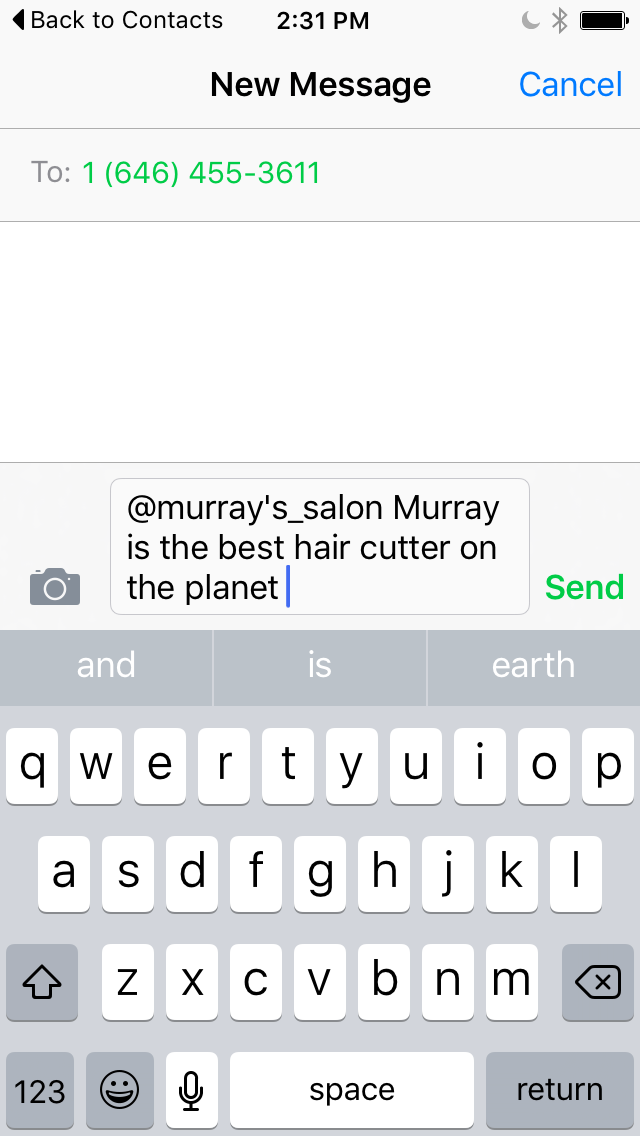 Back to Contacts 2:31 PM
New Message Cancel
To: 1 (646) 455-3611
@murray's_salon Murray
is the best hair cutter on
the planet
Send
and is earth
q w e r t y u i o p
a s d f g h j k l
z x c v b n m
123 space return